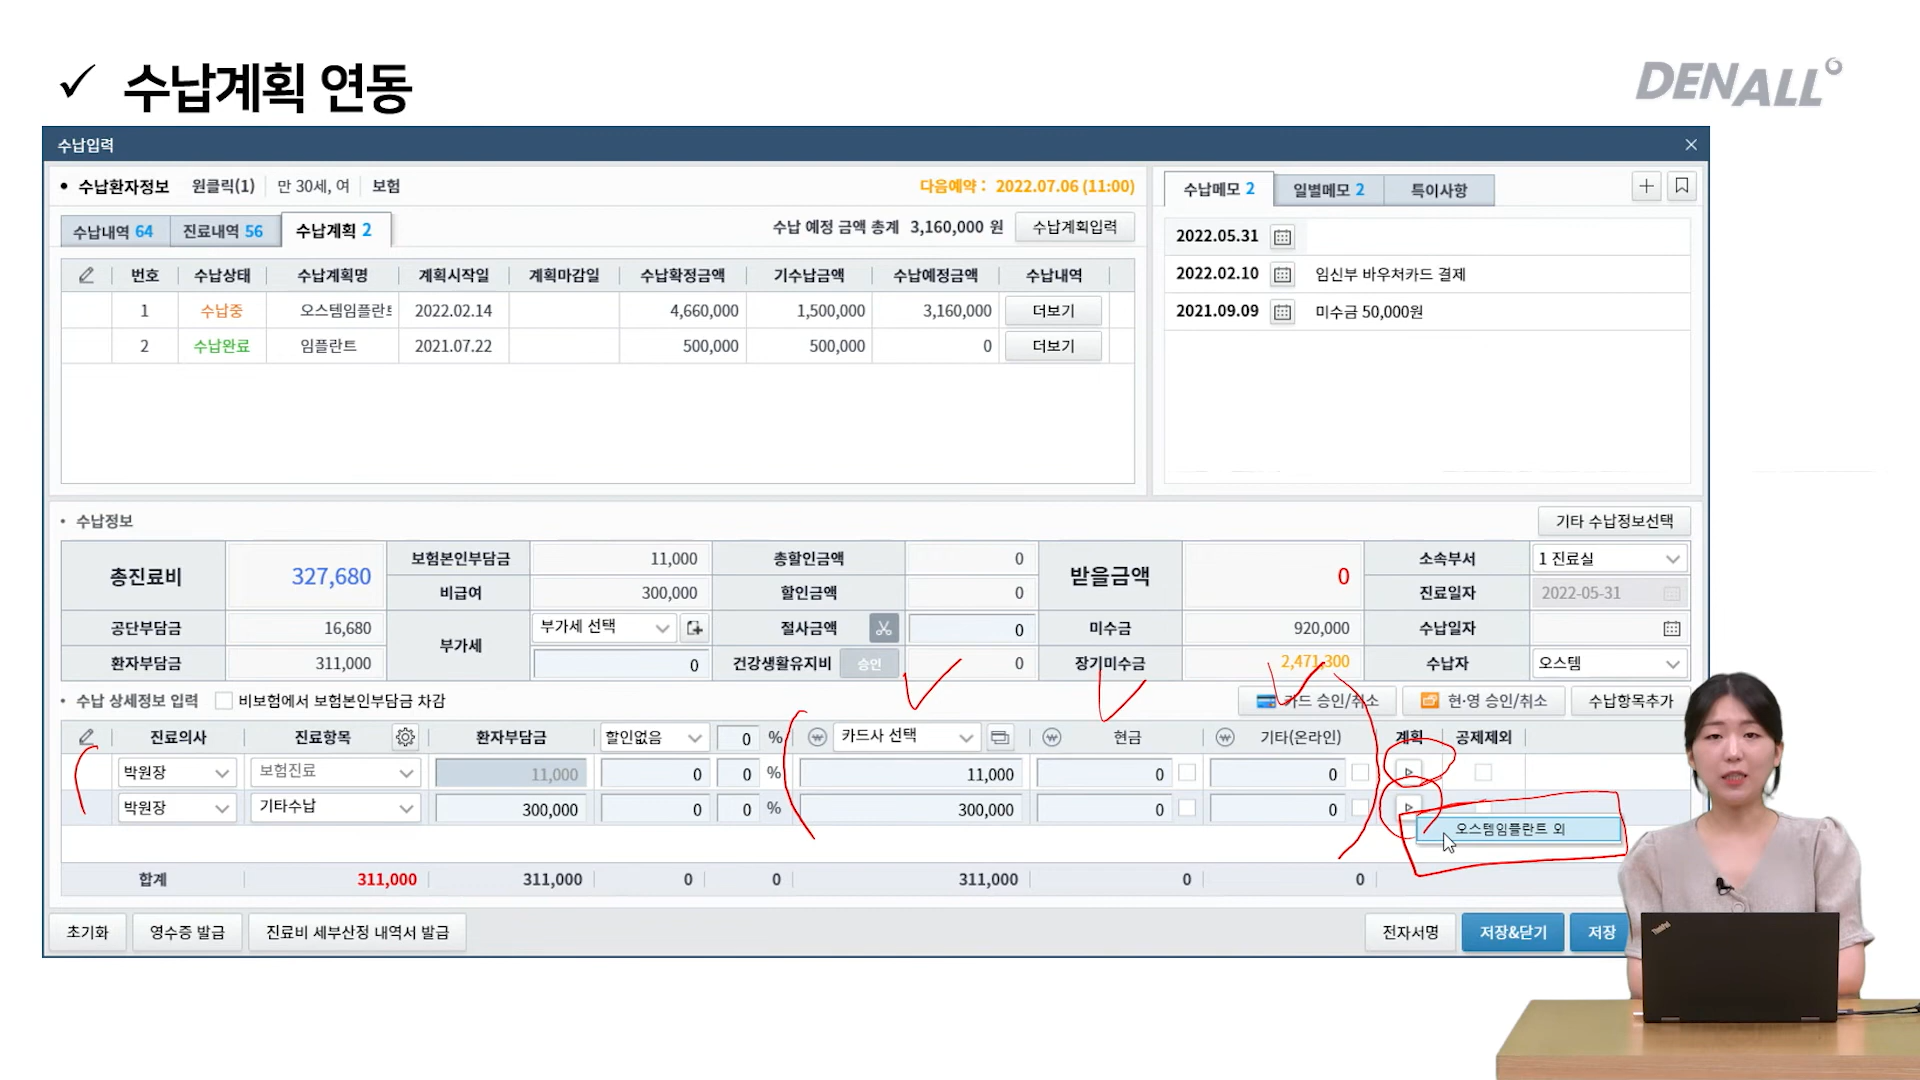 ✓ 수납계획 연동
DENALL
수납입력
• 수납환자정보 원클릭(1) 만 30세, 여 보험 다음예약 : 2022.07.06 (11:00)
수납내역 64 진료내역 56 수납계획 2 수납 예정 금액 총계 3,160,000 원 수납계획입력
번호 수납상태 수납계획명 계획시작일 계획마감일 수납확정금액 기수납금액 수납예정금액 수납내역
1 수납중 오스템임플란트 2022.02.14 4,660,000 1,500,000 3,160,000 더보기
2 수납완료 임플란트 2021.07.22 500,000 500,000 0 더보기
수납메모 2 일별메모 2 특이사항
2022.05.31
2022.02.10 임신부 바우처카드 결제
2021.09.09 미수금 50,000원
• 수납정보 기타 수납정보선택
총진료비 327,680 보험본인부담금 11,000 총할인금액 0 받을금액 0 소속부서 1 진료실
비급여 300,000 할인금액 0 진료일자 2022-05-31
공단부담금 16,680 부가세 부가세 선택 절사금액 0 미수금 920,000 수납일자
환자부담금 311,000 0 건강생활유지비 승인 0 장기미수금 2,471,300 수납자 오스템
• 수납 상세정보 입력 비보험에서 보험본인부담금 차감 카드 승인/취소 현·영 승인/취소 수납항목추가
진료의사 진료항목 환자부담금 할인없음 0 % 카드사 선택 현금 기타(온라인) 계획 공제제외
박원장 보험진료 11,000 0 0 % 11,000 0 0
박원장 기타수납 300,000 0 0 % 300,000 0 0
오스템임플란트 외
합계 311,000 311,000 0 0 311,000 0 0
초기화 영수증 발급 진료비 세부산정 내역서 발급 전자서명 저장&닫기 저장
ThinkPad